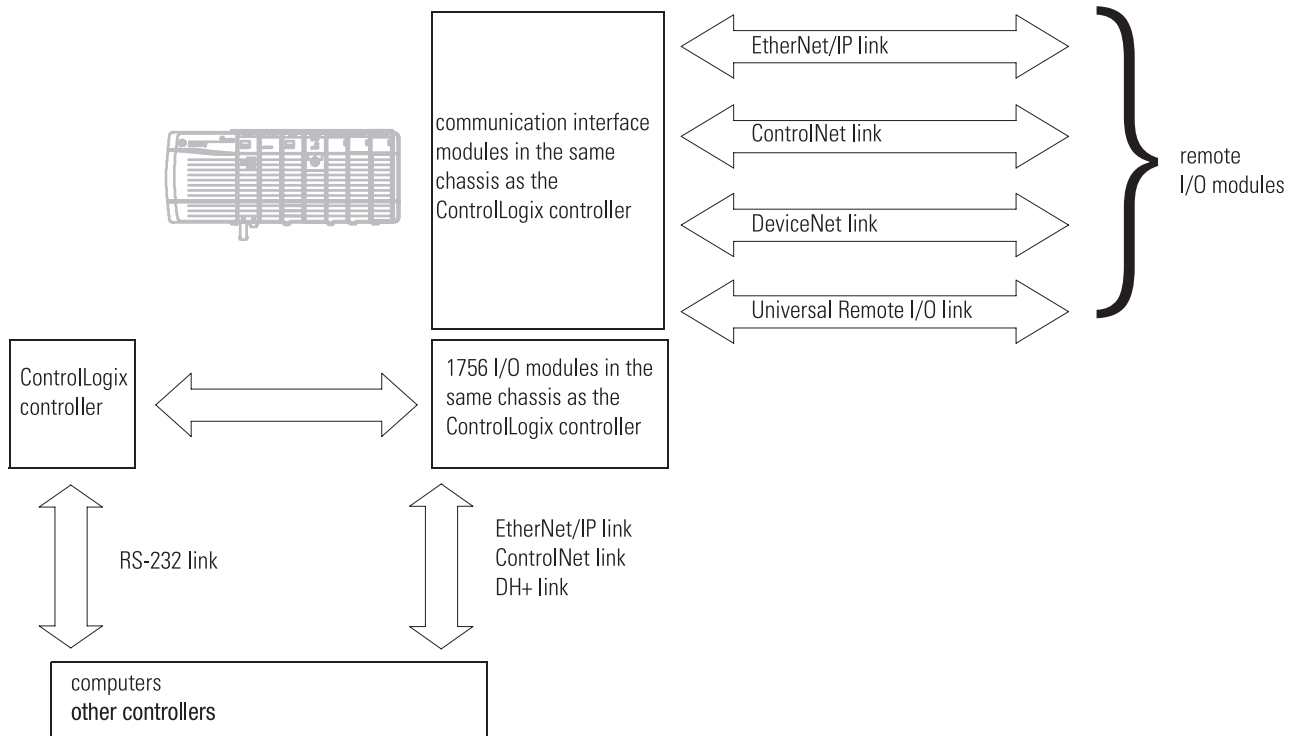 EtherNet/IP link
communication interface
modules in the same
chassis as the
ControlLogix controller
ControlNet link
remote
I/O modules
DeviceNet link
Universal Remote I/O link
ControlLogix
controller
1756 I/O modules in the
same chassis as the
ControlLogix controller
RS-232 link
EtherNet/IP link
ControlNet link
DH+ link
computers
other controllers